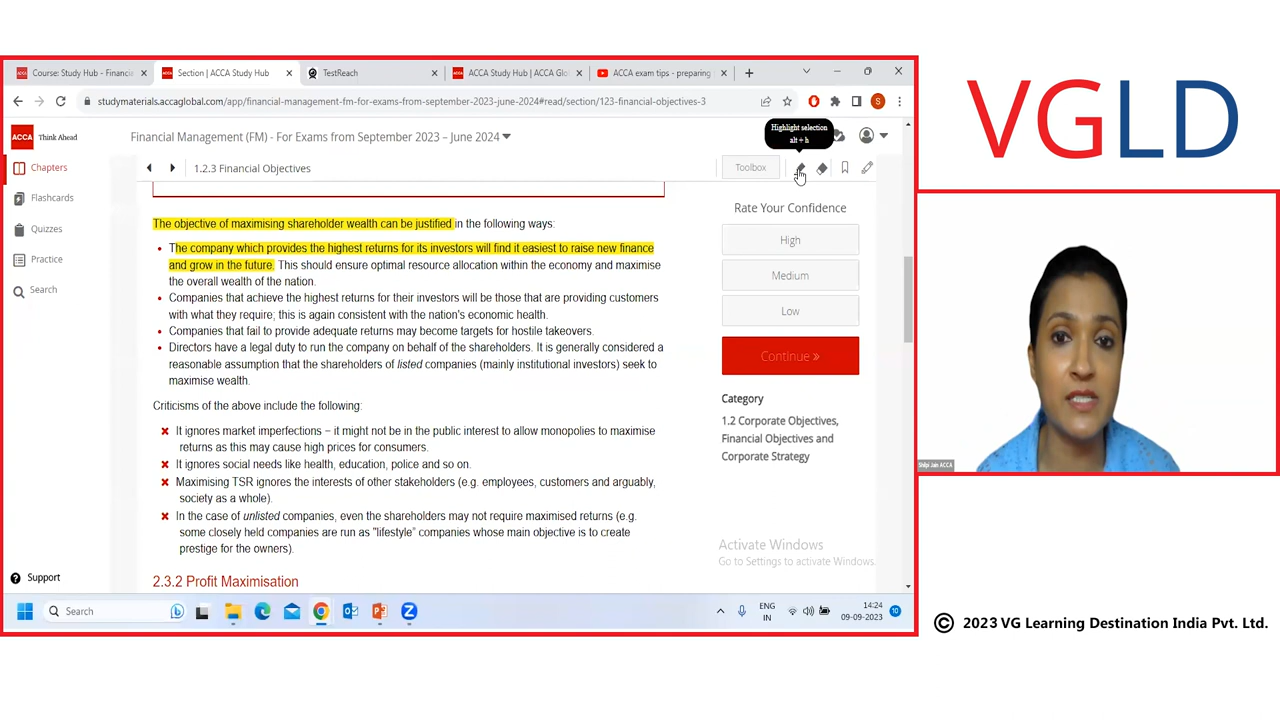 Course: Study Hub - Financi
Section | ACCA Study Hub
TestReach
ACCA Study Hub | ACCA Glo
ACCA exam tips - preparing
studymaterials.accaglobal.com/app/financial-management-fm-for-exams-from-september-2023-june-2024#read/section/123-financial-objectives-3
S
ACCA
Think Ahead
Financial Management (FM) - For Exams from September 2023 – June 2024
Highlight selection
alt + h
Chapters
Flashcards
Quizzes
Practice
Search
Support
1.2.3 Financial Objectives
Toolbox
The objective of maximising shareholder wealth can be justified in the following ways:
• The company which provides the highest returns for its investors will find it easiest to raise new finance
and grow in the future. This should ensure optimal resource allocation within the economy and maximise
the overall wealth of the nation.
• Companies that achieve the highest returns for their investors will be those that are providing customers
with what they require; this is again consistent with the nation's economic health.
• Companies that fail to provide adequate returns may become targets for hostile takeovers.
• Directors have a legal duty to run the company on behalf of the shareholders. It is generally considered a
reasonable assumption that the shareholders of listed companies (mainly institutional investors) seek to
maximise wealth.
Criticisms of the above include the following:
It ignores market imperfections – it might not be in the public interest to allow monopolies to maximise
returns as this may cause high prices for consumers.
It ignores social needs like health, education, police and so on.
Maximising TSR ignores the interests of other stakeholders (e.g. employees, customers and arguably,
society as a whole).
In the case of unlisted companies, even the shareholders may not require maximised returns (e.g.
some closely held companies are run as "lifestyle" companies whose main objective is to create
prestige for the owners).
2.3.2 Profit Maximisation
Rate Your Confidence
High
Medium
Low
Continue »
Category
1.2 Corporate Objectives,
Financial Objectives and
Corporate Strategy
Activate Windows
Go to Settings to activate Windows.
Search
ENG
IN
14:24
09-09-2023
10
VGLD
Shilpi Jain ACCA
© 2023 VG Learning Destination India Pvt. Ltd.